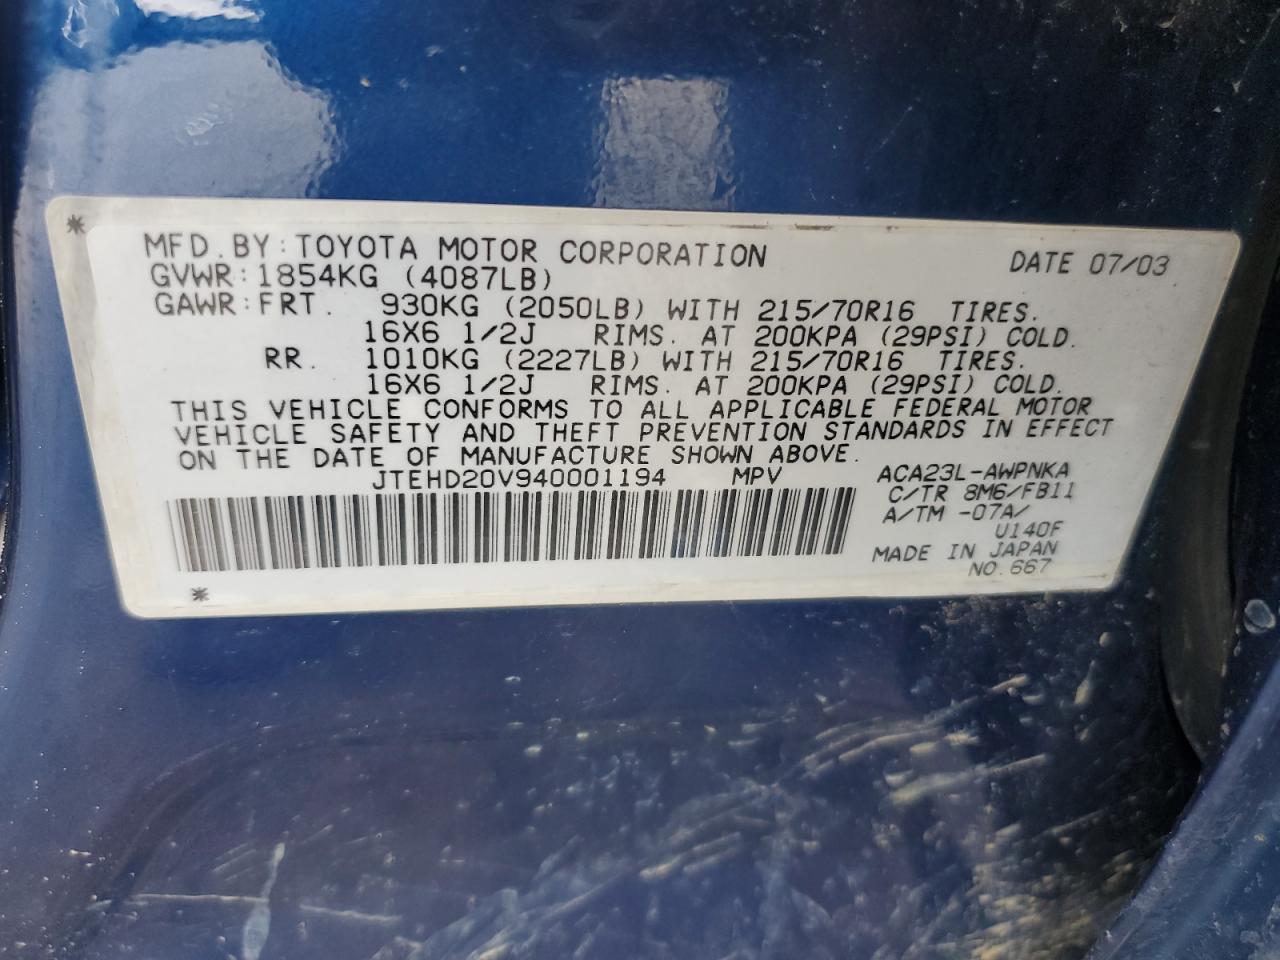 MFD. BY: TOYOTA MOTOR CORPORATION DATE 07/03
GVWR: 1854KG (4087LB)
GAWR: FRT. 930KG (2050LB) WITH 215/70R16 TIRES.
16X6 1/2J RIMS. AT 200KPA (29PSI) COLD.
RR. 1010KG (2227LB) WITH 215/70R16 TIRES.
16X6 1/2J RIMS. AT 200KPA (29PSI) COLD.
THIS VEHICLE CONFORMS TO ALL APPLICABLE FEDERAL MOTOR
VEHICLE SAFETY AND THEFT PREVENTION STANDARDS IN EFFECT
ON THE DATE OF MANUFACTURE SHOWN ABOVE.
JTEHD20V940001194 MPV ACA23L-AWPNKA
C/TR 8M6/FB11
A/TM -07A/
U140F
MADE IN JAPAN
NO.667